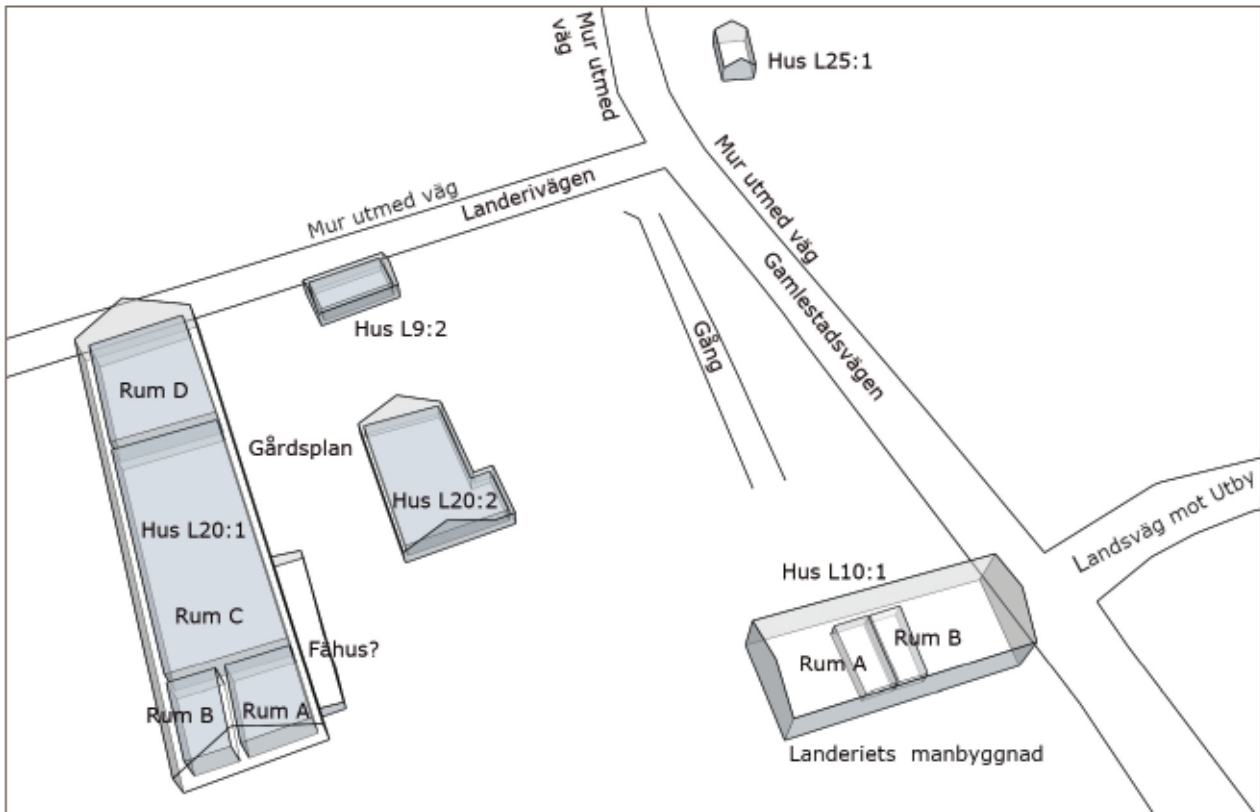 Mur utmed
väg
Hus L25:1
Mur utmed väg
Mur utmed väg
Landerivägen
Gamlestadsvägen
Hus L9:2
Gång
Rum D
Gårdsplan
Hus L20:2
Hus L20:1
Landsväg mot Utby
Hus L10:1
Rum C
Fähus?
Rum B
Rum A
Rum A
Rum B
Landeriets manbyggnad